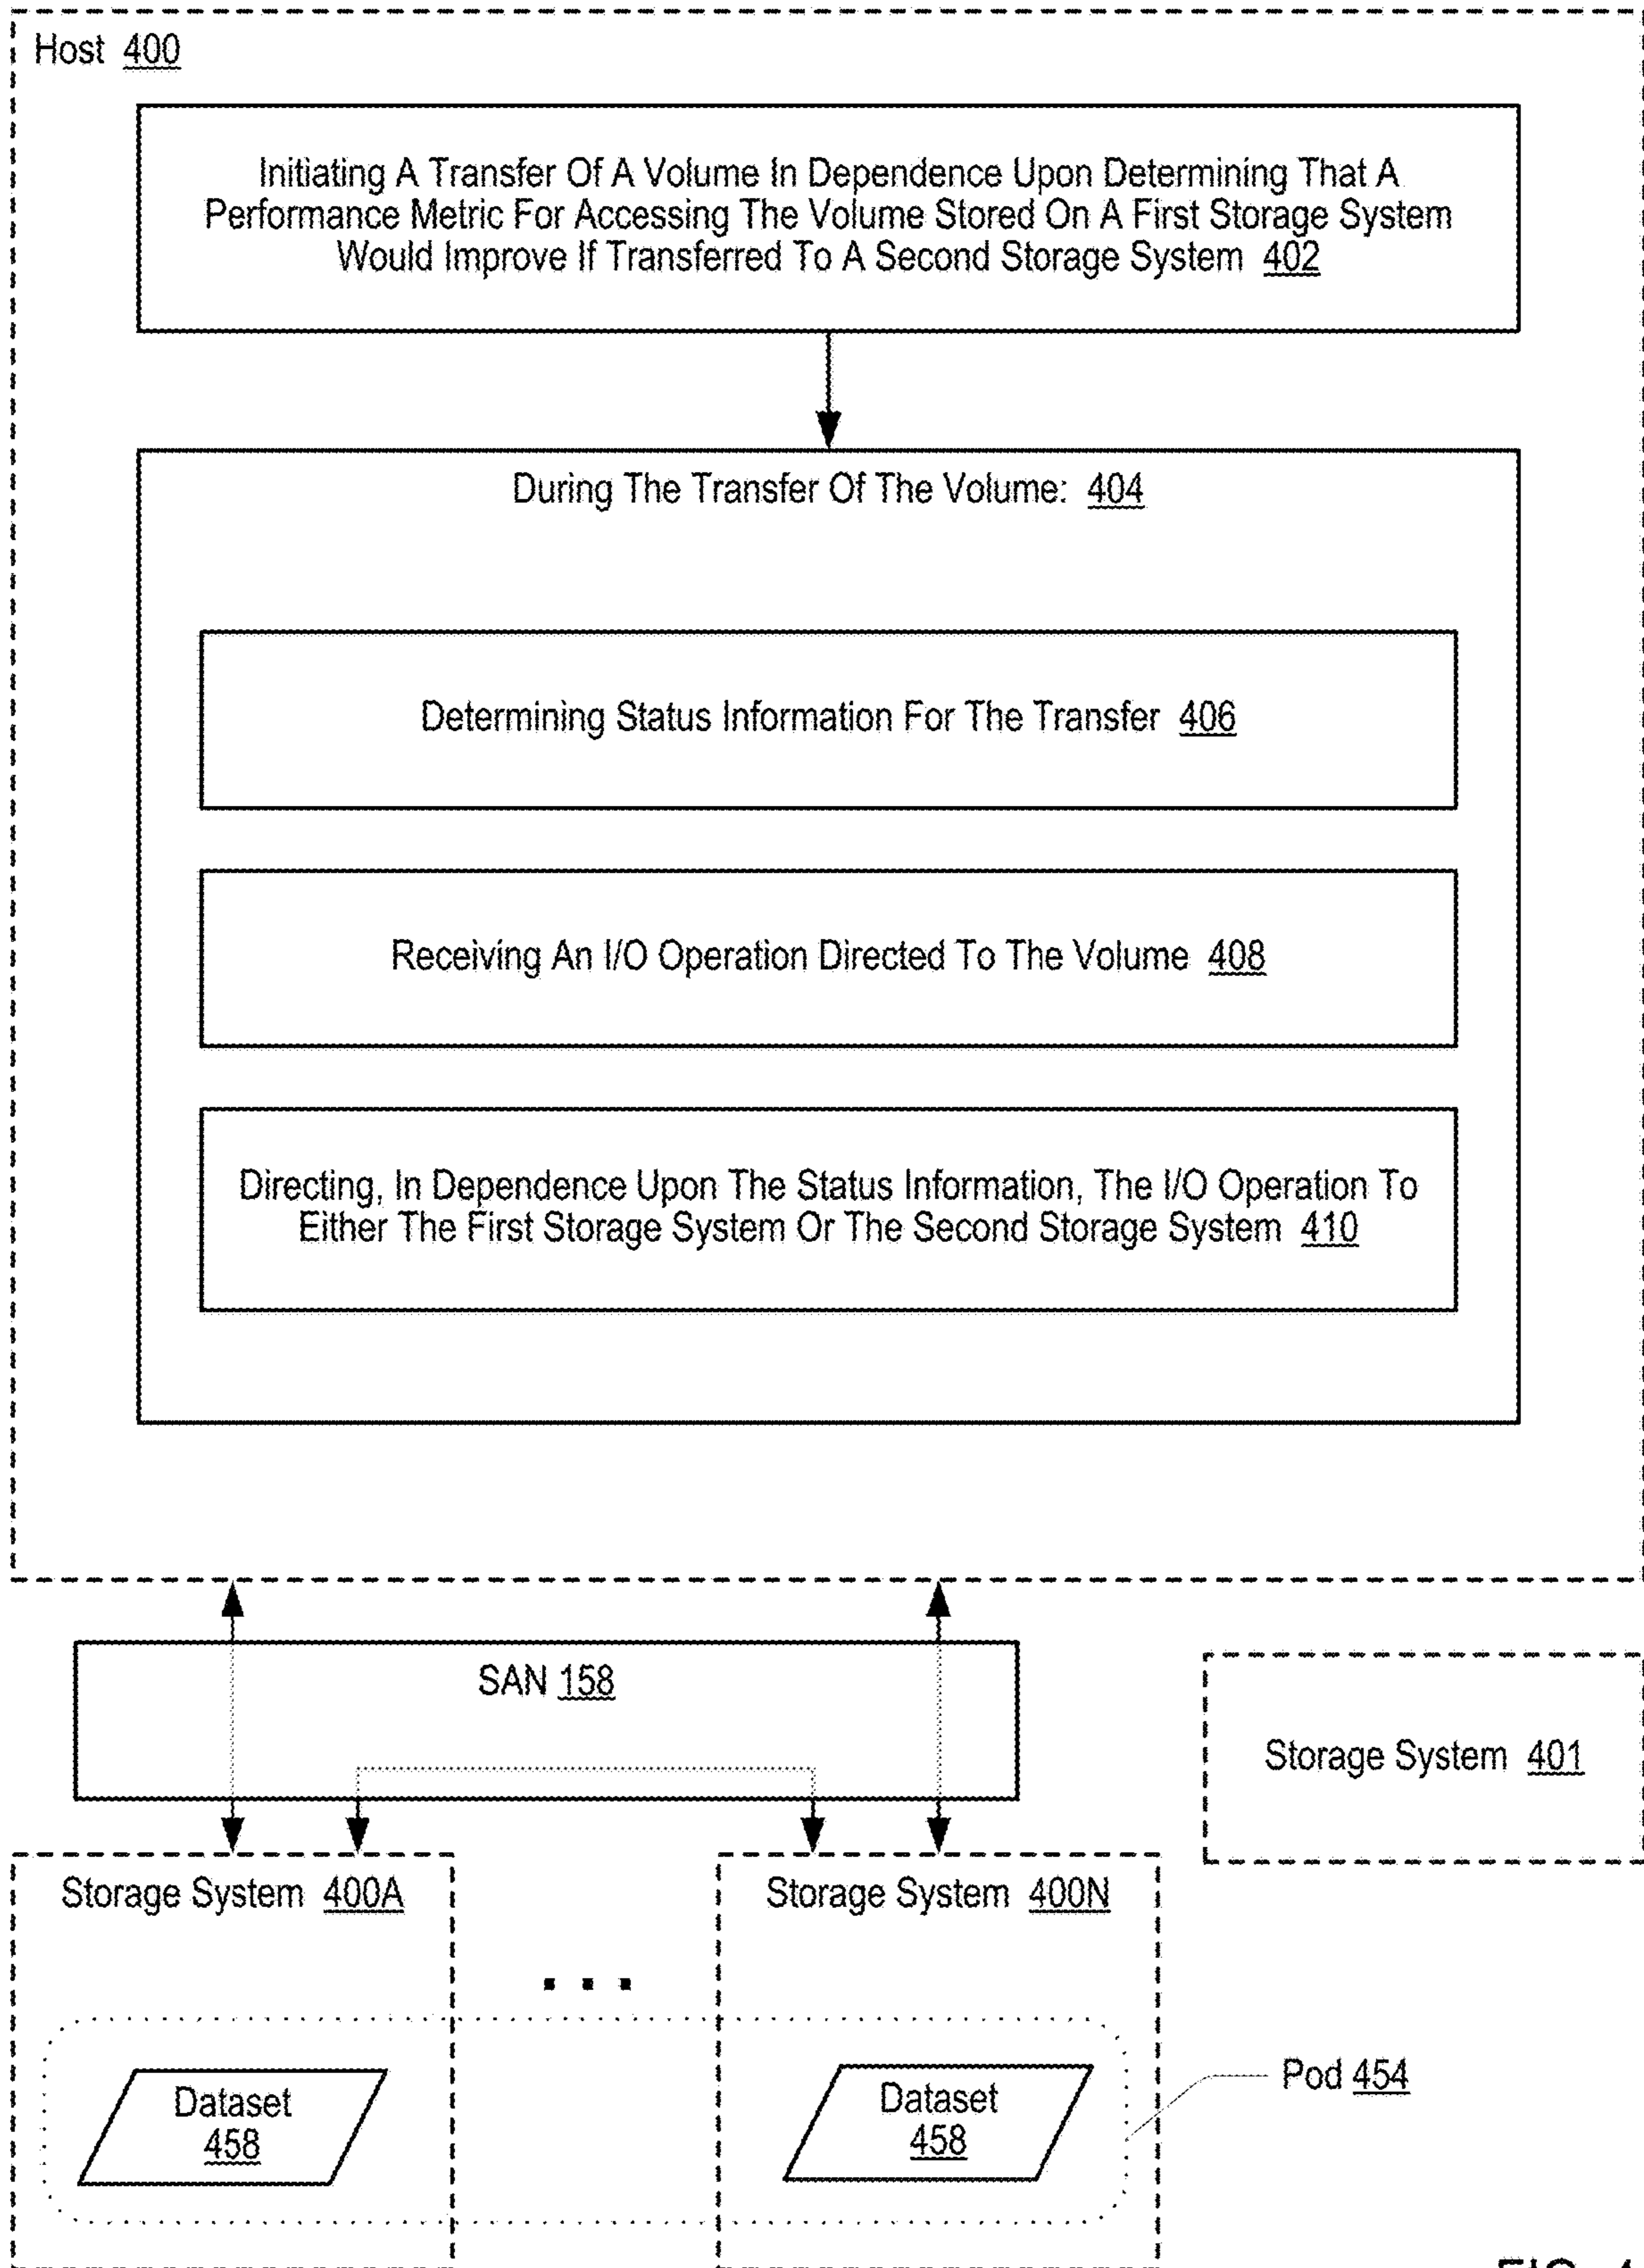 Host 400
Initiating A Transfer Of A Volume In Dependence Upon Determining That A
Performance Metric For Accessing The Volume Stored On A First Storage System
Would Improve If Transferred To A Second Storage System 402
During The Transfer Of The Volume: 404
Determining Status Information For The Transfer 406
Receiving An I/O Operation Directed To The Volume 408
Directing, In Dependence Upon The Status Information, The I/O Operation To
Either The First Storage System Or The Second Storage System 410
SAN 158
Storage System 401
Storage System 400A
Storage System 400N
Dataset
458
Dataset
458
Pod 454